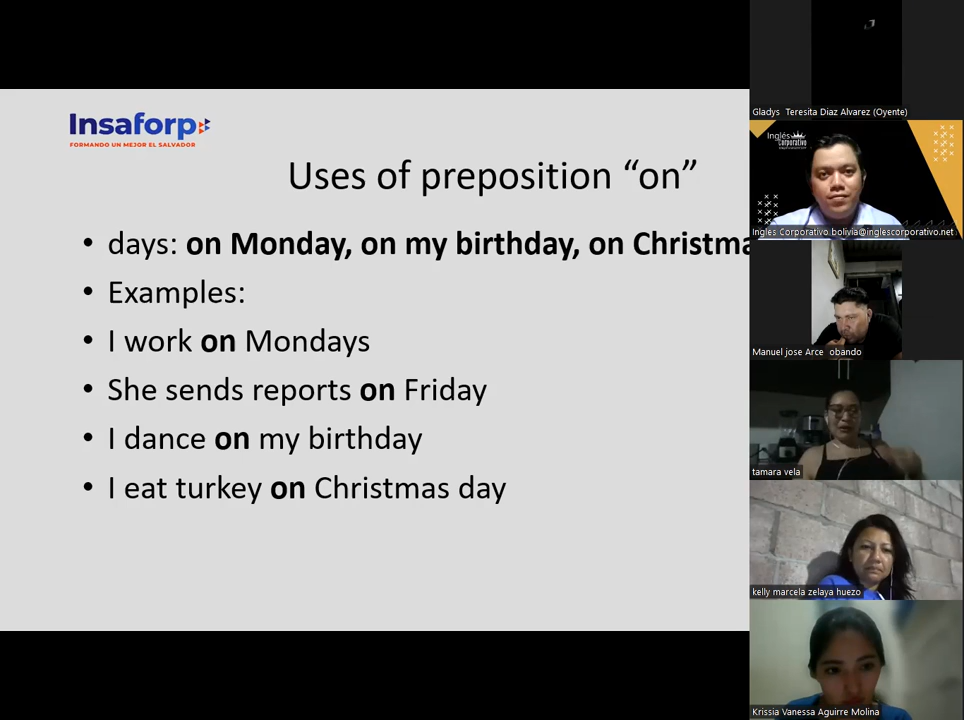 Insaforp
FORMANDO UN MEJOR EL SALVADOR
Uses of preposition “on”
• days: on Monday, on my birthday, on Christma
• Examples:
• I work on Mondays
• She sends reports on Friday
• I dance on my birthday
• I eat turkey on Christmas day
Gladys Teresita Diaz Alvarez (Oyente)
Inglés
Corporativo
Ingles Corporativo bolivia@inglescorporativo.net
Manuel jose Arce obando
tamara vela
kelly marcela zelaya huezo
Krissia Vanessa Aguirre Molina